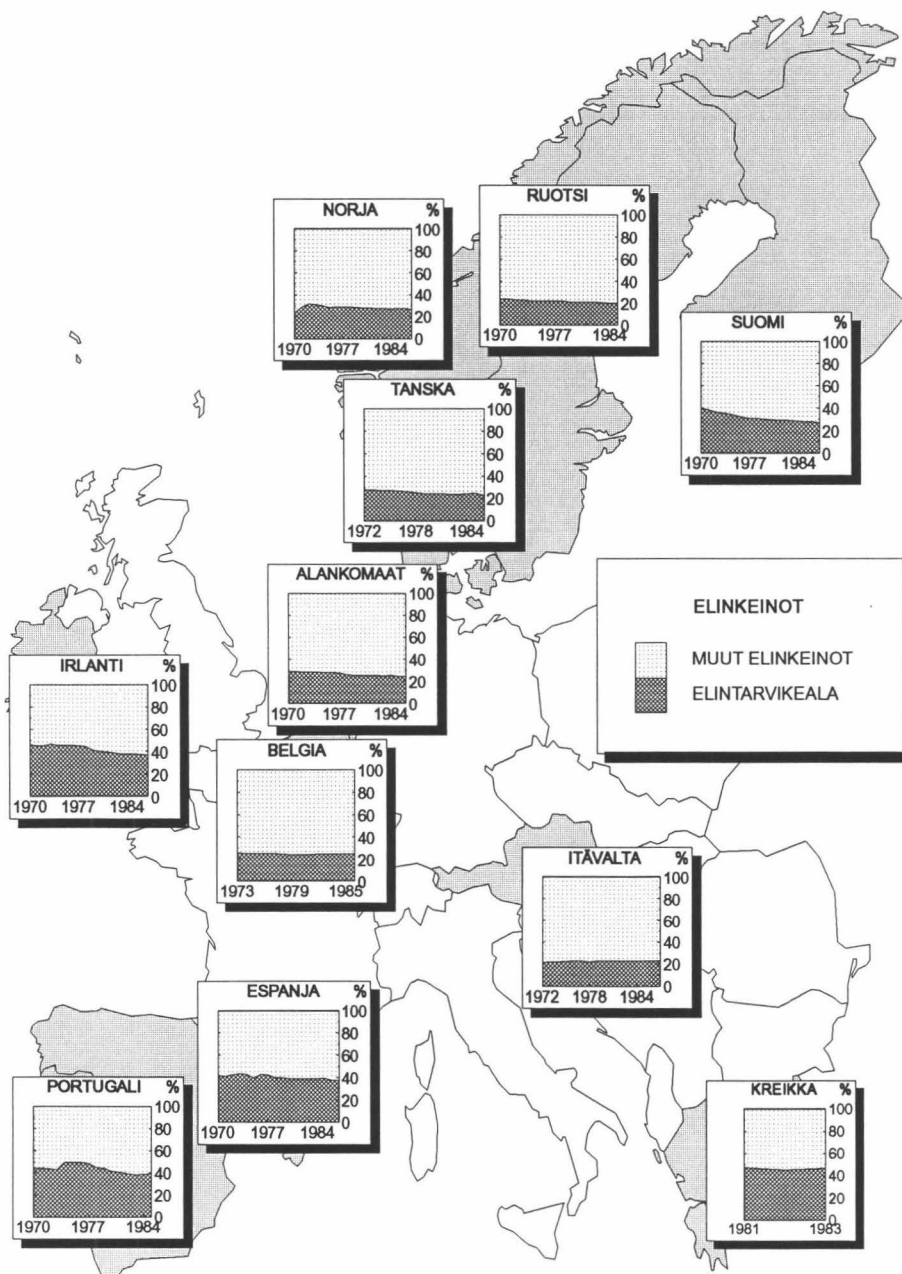 NORJA %
100
80
60
40
20
0
1970 1977 1984
RUOTSI %
100
80
60
40
20
0
1970 1977 1984
SUOMI %
100
80
60
40
20
0
1970 1977 1984
TANSKA %
100
80
60
40
20
0
1972 1978 1984
ALANKOMAAT %
100
80
60
40
20
0
1970 1977 1984
ELINKEINOT
MUUT ELINKEINOT
ELINTARVIKEALA
IRLANTI %
100
80
60
40
20
0
1970 1977 1984
BELGIA %
100
80
60
40
20
0
1973 1979 1985
ITÄVALTA %
100
80
60
40
20
0
1972 1978 1984
ESPANJA %
100
80
60
40
20
0
1970 1977 1984
PORTUGALI %
100
80
60
40
20
0
1970 1977 1984
KREIKKA %
100
80
60
40
20
0
1981 1983